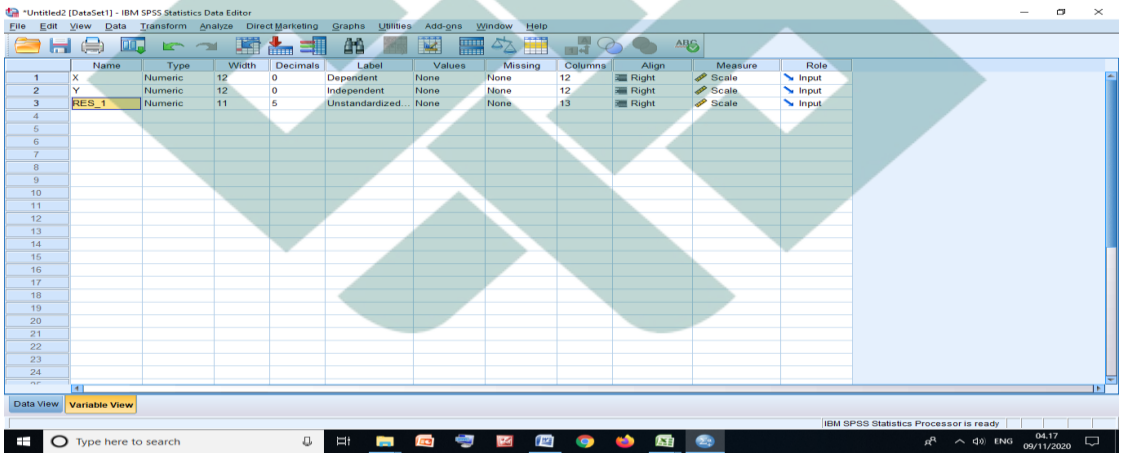 *Untitled2 [DataSet1] - IBM SPSS Statistics Data Editor
File Edit View Data Transform Analyze Direct Marketing Graphs Utilities Add-ons Window Help
Name Type Width Decimals Label Values Missing Columns Align Measure Role
1 X Numeric 12 0 Dependent None None 12 Right Scale Input
2 Y Numeric 12 0 Independent None None 12 Right Scale Input
3 RES_1 Numeric 11 5 Unstandardized... None None 13 Right Scale Input
4
5
6
7
8
9
10
11
12
13
14
15
16
17
18
19
20
21
22
23
24
Data View Variable View
IBM SPSS Statistics Processor is ready
Type here to search
ENG
04.17
09/11/2020